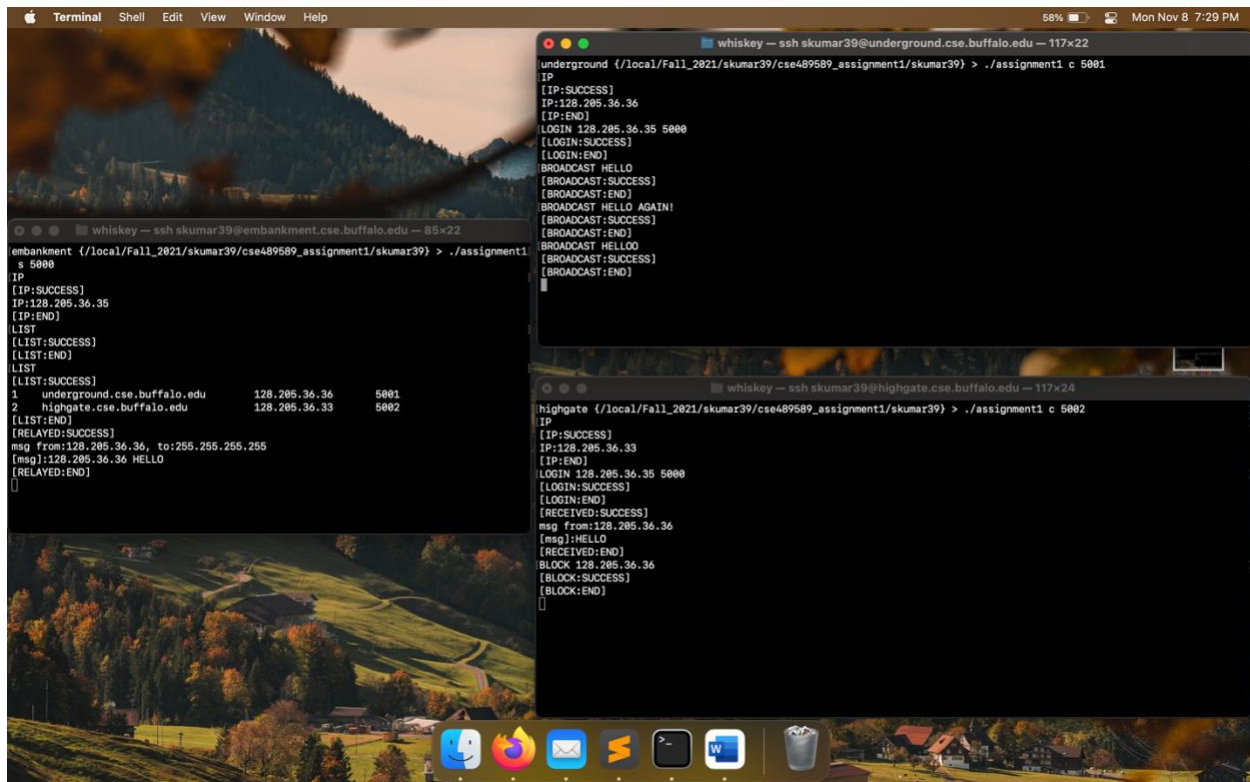 Terminal Shell Edit View Window Help 58% Mon Nov 8 7:29 PM
whiskey — ssh skumar39@underground.cse.buffalo.edu — 117×22
underground {/local/Fall_2021/skumar39/cse489589_assignment1/skumar39} > ./assignment1 c 5001
IP
[IP:SUCCESS]
IP:128.205.36.36
[IP:END]
LOGIN 128.205.36.35 5000
[LOGIN:SUCCESS]
[LOGIN:END]
BROADCAST HELLO
[BROADCAST:SUCCESS]
[BROADCAST:END]
BROADCAST HELLO AGAIN!
[BROADCAST:SUCCESS]
[BROADCAST:END]
BROADCAST HELLOO
[BROADCAST:SUCCESS]
[BROADCAST:END]
whiskey — ssh skumar39@embankment.cse.buffalo.edu — 85×22
embankment {/local/Fall_2021/skumar39/cse489589_assignment1/skumar39} > ./assignment1
s 5000
IP
[IP:SUCCESS]
IP:128.205.36.35
[IP:END]
LIST
[LIST:SUCCESS]
[LIST:END]
LIST
[LIST:SUCCESS]
1 underground.cse.buffalo.edu 128.205.36.36 5001
2 highgate.cse.buffalo.edu 128.205.36.33 5002
[LIST:END]
[RELAYED:SUCCESS]
msg from:128.205.36.36, to:255.255.255.255
[msg]:128.205.36.36 HELLO
[RELAYED:END]
whiskey — ssh skumar39@highgate.cse.buffalo.edu — 117×24
highgate {/local/Fall_2021/skumar39/cse489589_assignment1/skumar39} > ./assignment1 c 5002
IP
[IP:SUCCESS]
IP:128.205.36.33
[IP:END]
LOGIN 128.205.36.35 5000
[LOGIN:SUCCESS]
[LOGIN:END]
[RECEIVED:SUCCESS]
msg from:128.205.36.36
[msg]:HELLO
[RECEIVED:END]
BLOCK 128.205.36.36
[BLOCK:SUCCESS]
[BLOCK:END]
W